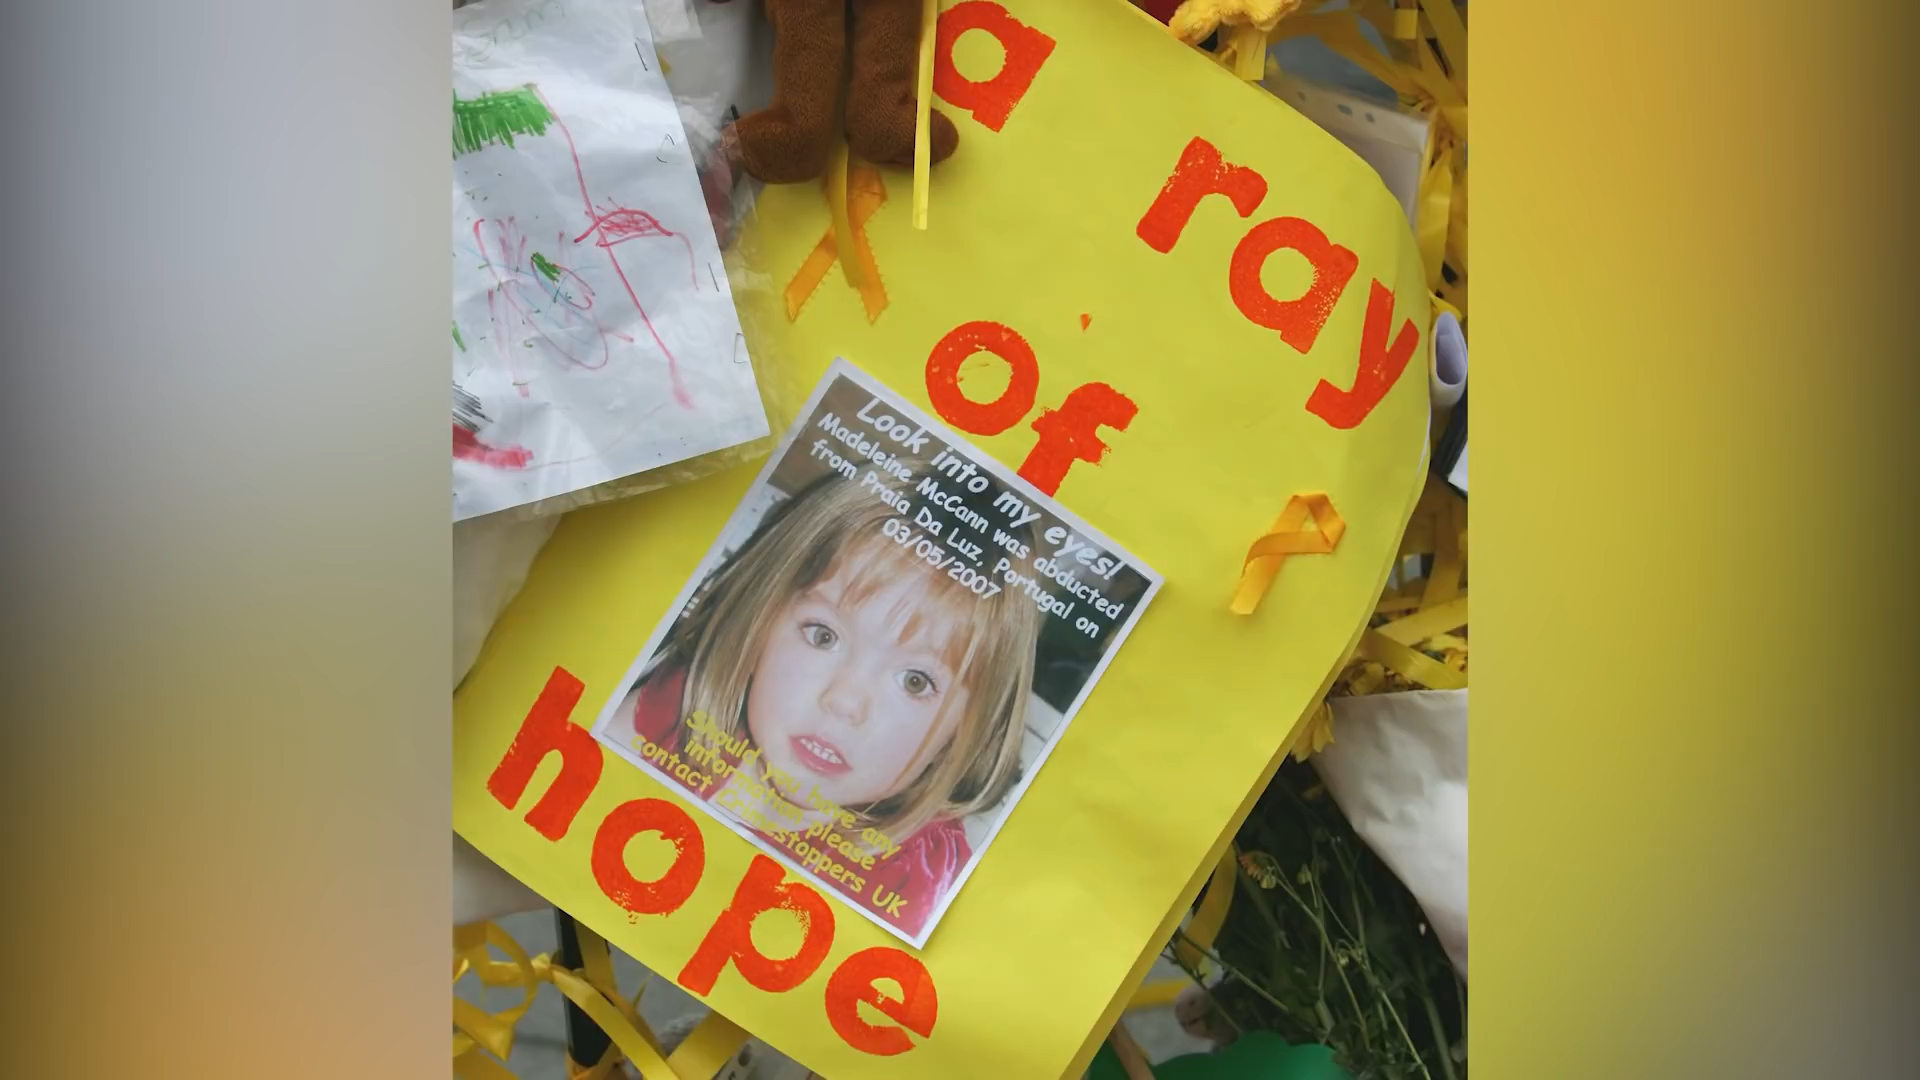 a
ray
of
hope
Look into my eyes!
Madeleine McCann was abducted
from Praia Da Luz, Portugal on
03/05/2007
Should you have any
information please
contact Crimestoppers UK